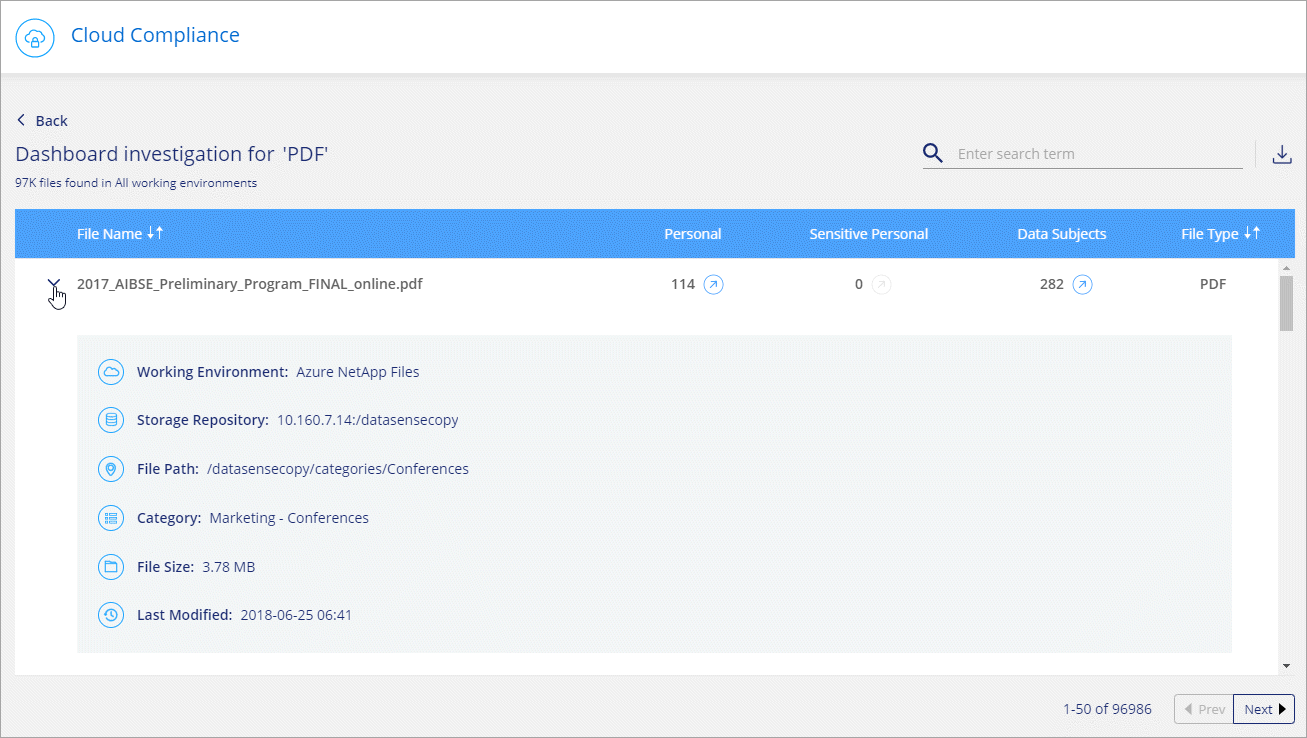 Cloud Compliance
Back
Dashboard investigation for 'PDF'
Enter search term
97K files found in All working environments
File Name Personal Sensitive Personal Data Subjects File Type
2017_AIBSE_Preliminary_Program_FINAL_online.pdf 114 0 282 PDF
Working Environment: Azure NetApp Files
Storage Repository: 10.160.7.14:/datasensecopy
File Path: /datasensecopy/categories/Conferences
Category: Marketing - Conferences
File Size: 3.78 MB
Last Modified: 2018-06-25 06:41
1-50 of 96986 Prev Next